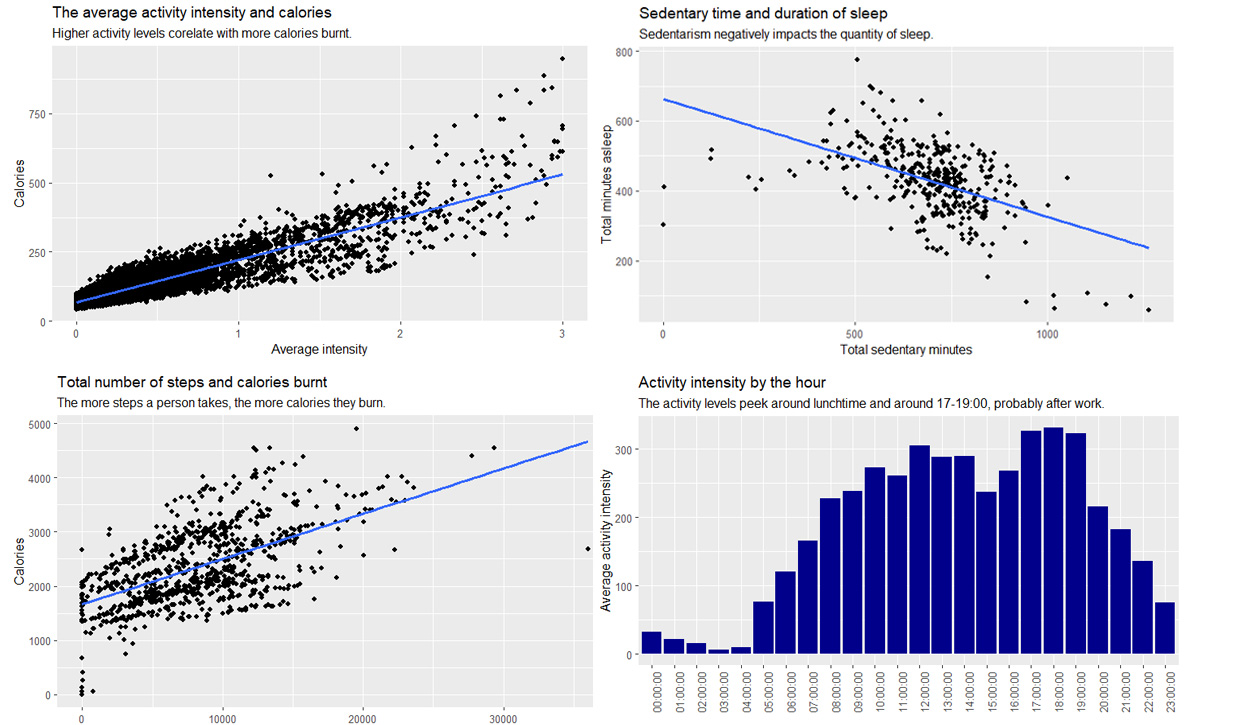 The average activity intensity and calories
Higher activity levels corelate with more calories burnt.
Calories
750
500
250
0
0 1 2 3
Average intensity
Sedentary time and duration of sleep
Sedentarism negatively impacts the quantity of sleep.
Total minutes asleep
800
600
400
200
0 500 1000
Total sedentary minutes
Total number of steps and calories burnt
The more steps a person takes, the more calories they burn.
Calories
5000
4000
3000
2000
1000
0
0 10000 20000 30000
Activity intensity by the hour
The activity levels peek around lunchtime and around 17-19:00, probably after work.
Average activity intensity
300
200
100
0
00:00:00 01:00:00 02:00:00 03:00:00 04:00:00 05:00:00 06:00:00 07:00:00 08:00:00 09:00:00 10:00:00 11:00:00 12:00:00 13:00:00 14:00:00 15:00:00 16:00:00 17:00:00 18:00:00 19:00:00 20:00:00 21:00:00 22:00:00 23:00:00